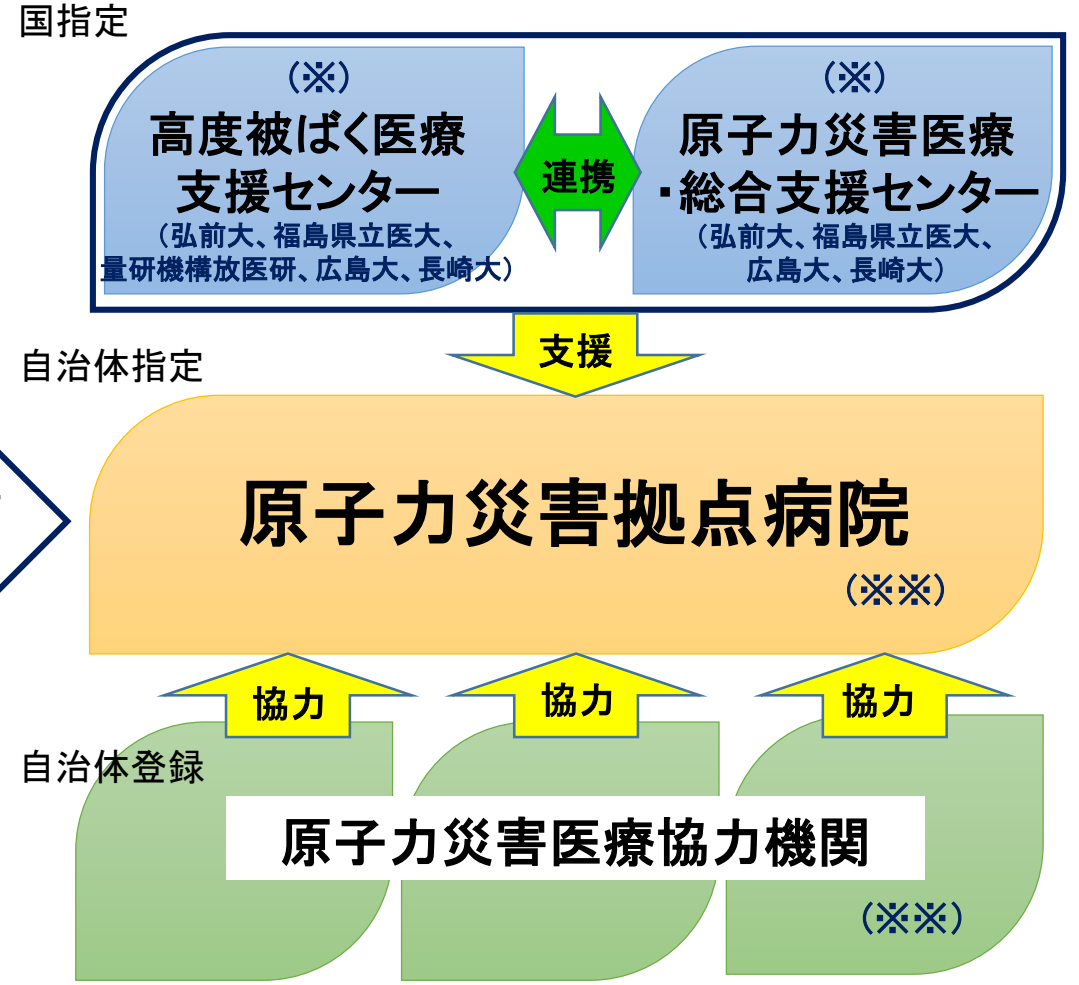 国指定
（※）
高度被ばく医療
支援センター
（弘前大、福島県立医大、
量研機構放医研、広島大、長崎大）
連携
（※）
原子力災害医療
・総合支援センター
（弘前大、福島県立医大、
広島大、長崎大）
支援
自治体指定
原子力災害拠点病院
（※※）
協力
協力
協力
自治体登録
原子力災害医療協力機関
（※※）